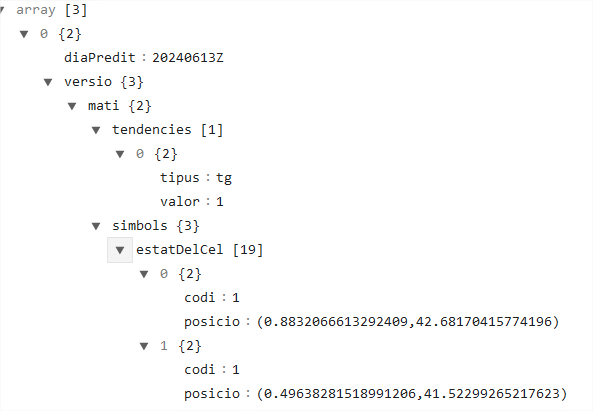 array [3]
0 {2}
diaPredit : 20240613Z
versio {3}
mati {2}
tendencies [1]
0 {2}
tipus : tg
valor : 1
simbols {3}
estatDelCel [19]
0 {2}
codi : 1
posicio : (0.8832066613292409,42.68170415774196)
1 {2}
codi : 1
posicio : (0.49638281518991206,41.52299265217623)